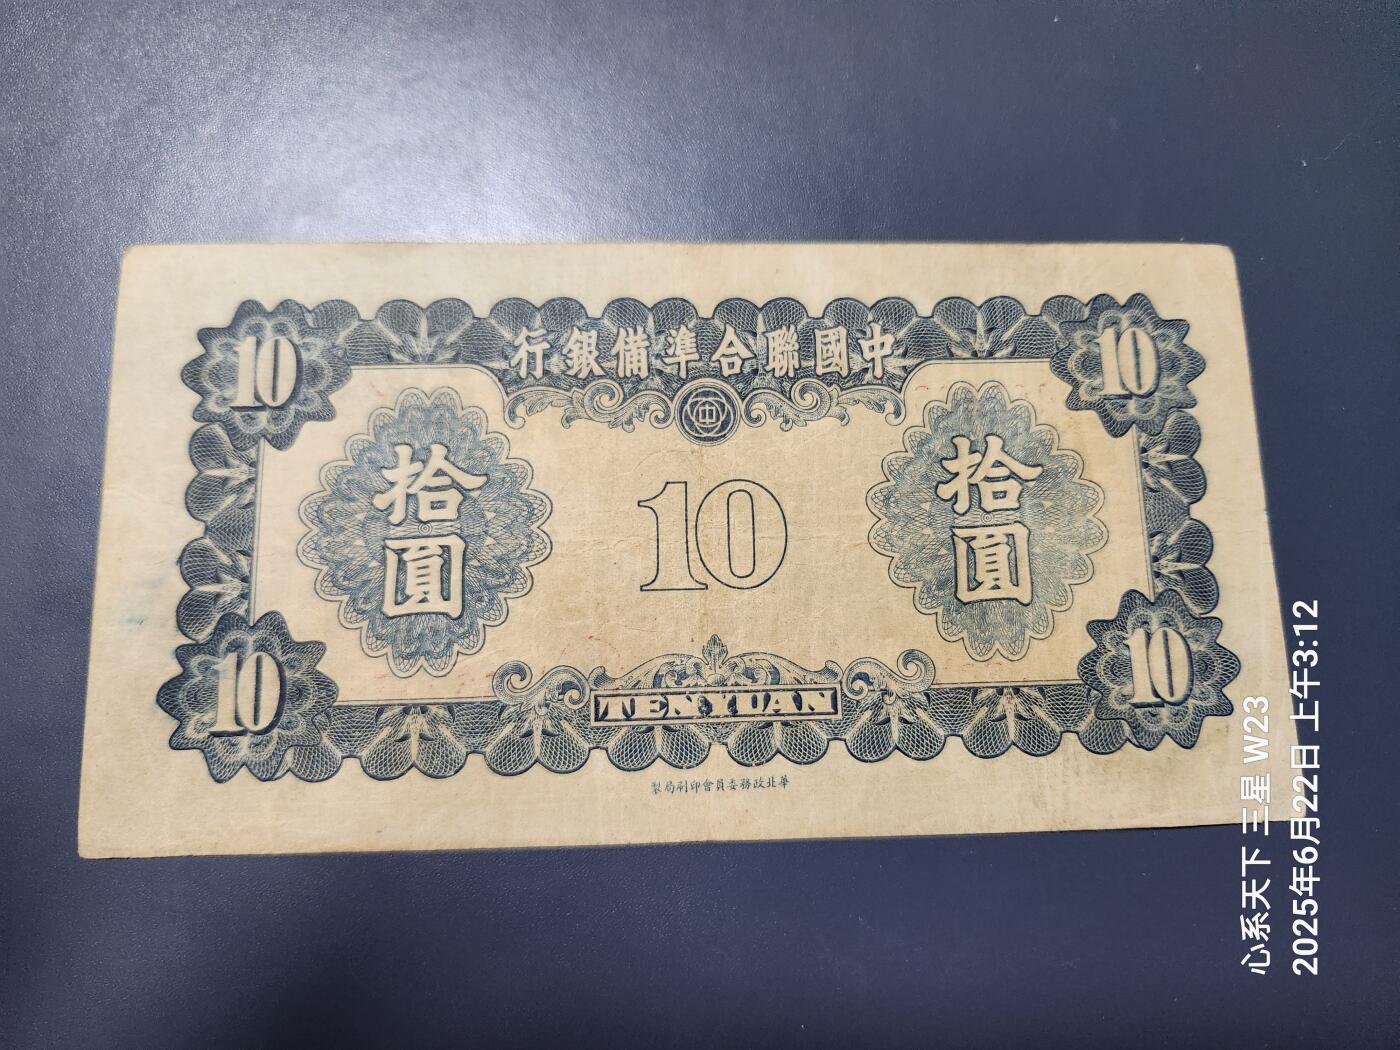 行銀備準合聯國中
10
10
中
拾圓
10
拾圓
10
10
TEN YUAN
製局刷印會員委務政北華
心系天下 三星 W23
2025年6月22日 上午3:12